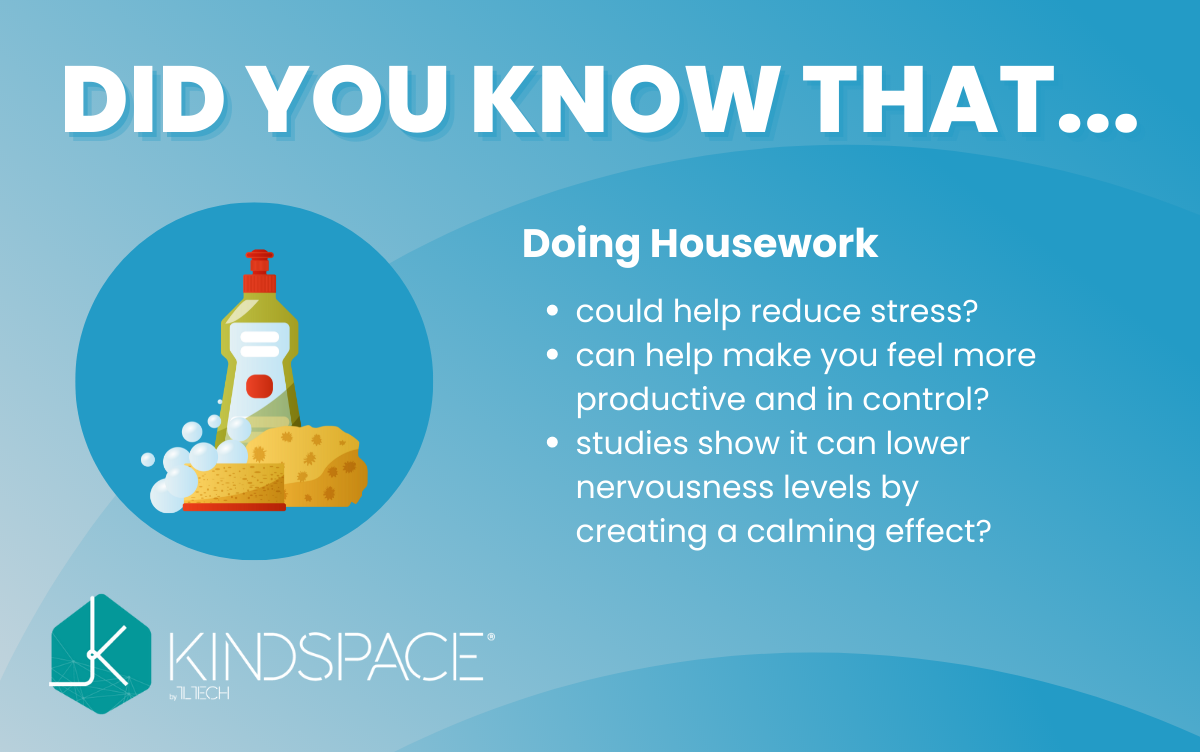 DID YOU KNOW THAT...
Doing Housework
• could help reduce stress?
• can help make you feel more
productive and in control?
• studies show it can lower
nervousness levels by
creating a calming effect?
KINDSPACE®
by TLTECH